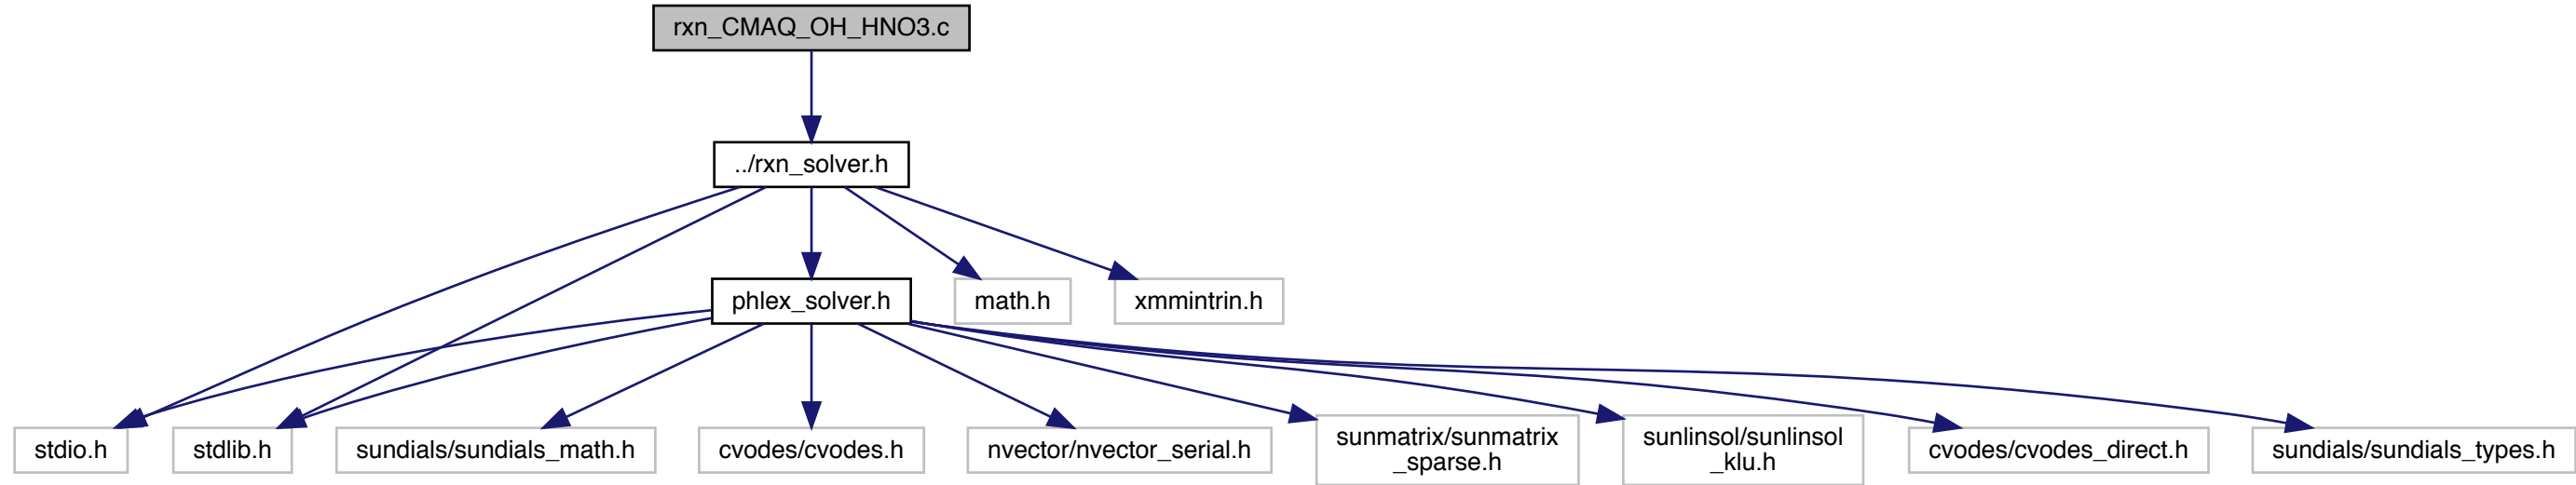 rxn_CMAQ_OH_HNO3.c
../rxn_solver.h
phlex_solver.h
math.h
xmmintrin.h
stdio.h
stdlib.h
sundials/sundials_math.h
cvodes/cvodes.h
nvector/nvector_serial.h
sunmatrix/sunmatrix
_sparse.h
sunlinsol/sunlinsol
_klu.h
cvodes/cvodes_direct.h
sundials/sundials_types.h